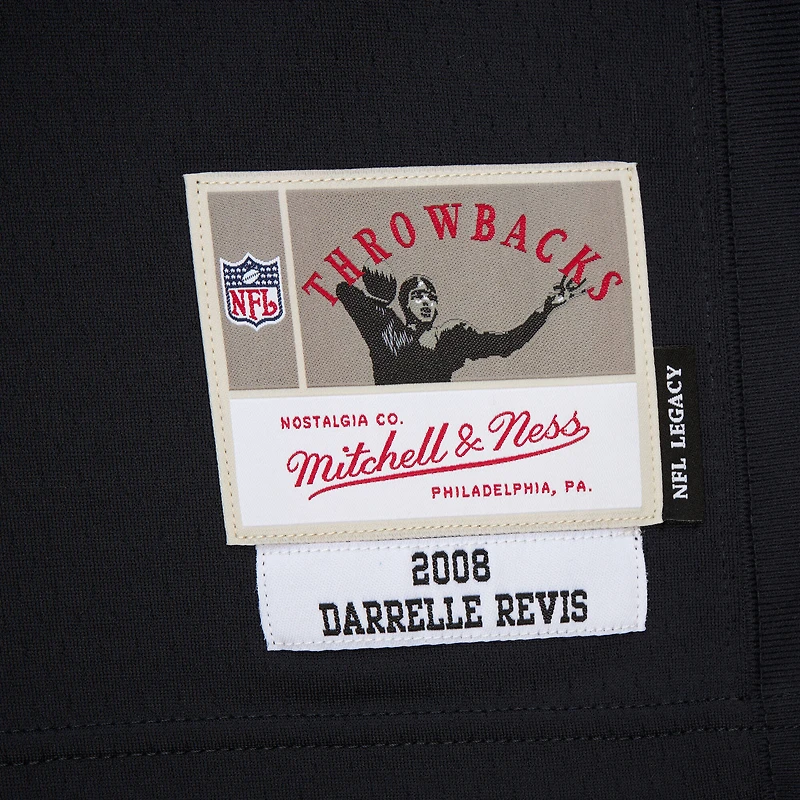 THROWBACKS
NFL
NOSTALGIA CO.
Mitchell & Ness
PHILADELPHIA, PA.
NFL LEGACY
2008
DARRELLE REVIS